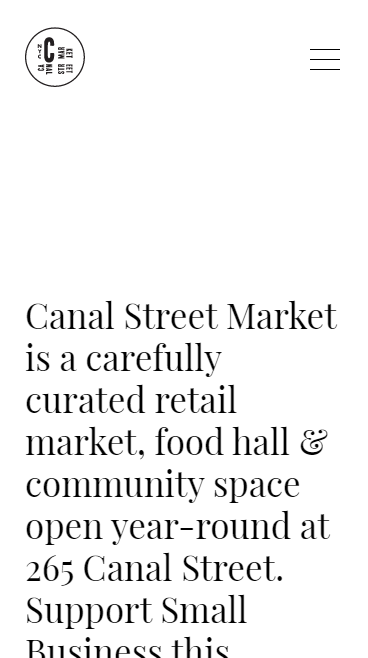 NYC
C
CA
NAL
STR
EET
MAR
KET
Canal Street Market
is a carefully
curated retail
market, food hall &
community space
open year-round at
265 Canal Street.
Support Small
Business this